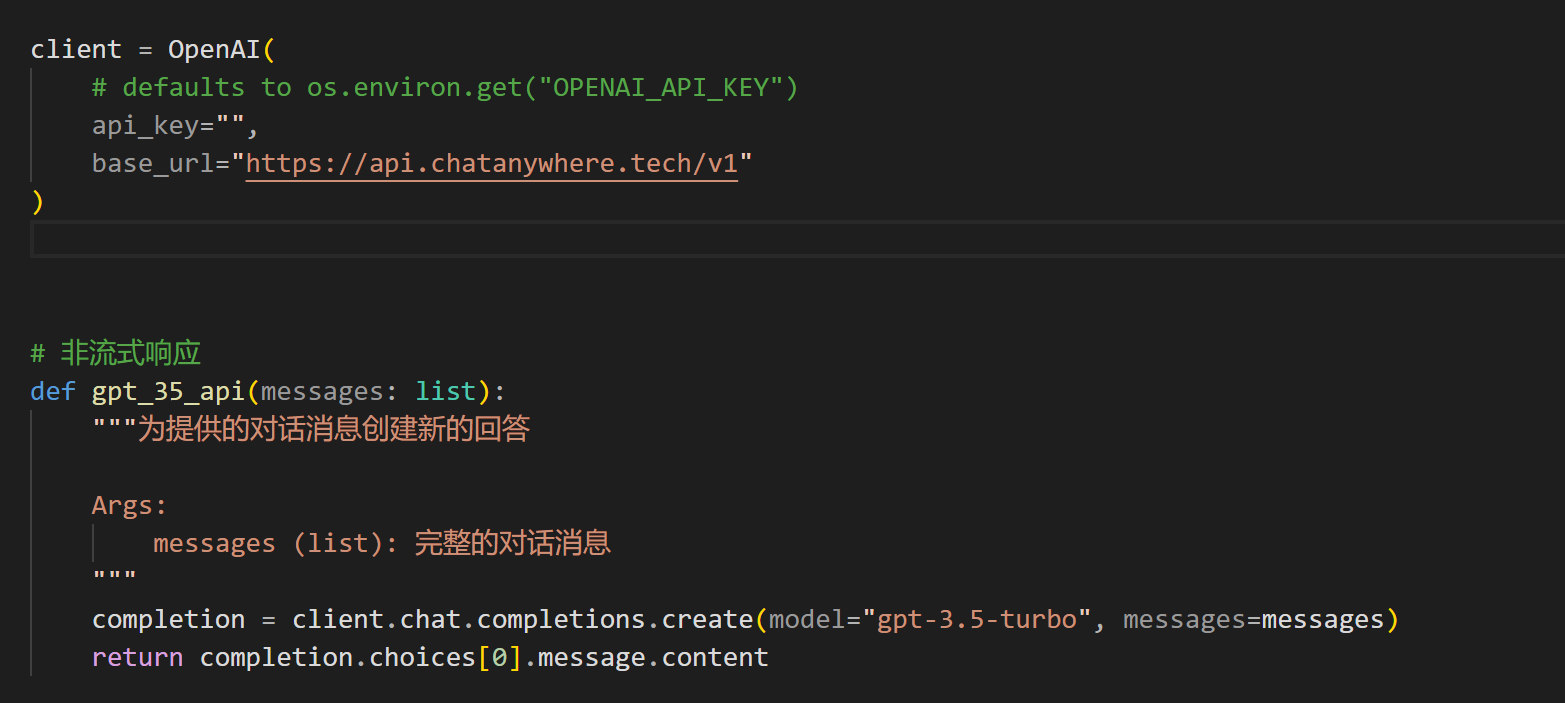 client = OpenAI(
    # defaults to os.environ.get("OPENAI_API_KEY")
    api_key="",
    base_url="https://api.chatanywhere.tech/v1"
)
# 非流式响应
def gpt_35_api(messages: list):
    """为提供的对话消息创建新的回答
    Args:
        messages (list): 完整的对话消息
    """
    completion = client.chat.completions.create(model="gpt-3.5-turbo", messages=messages)
    return completion.choices[0].message.content